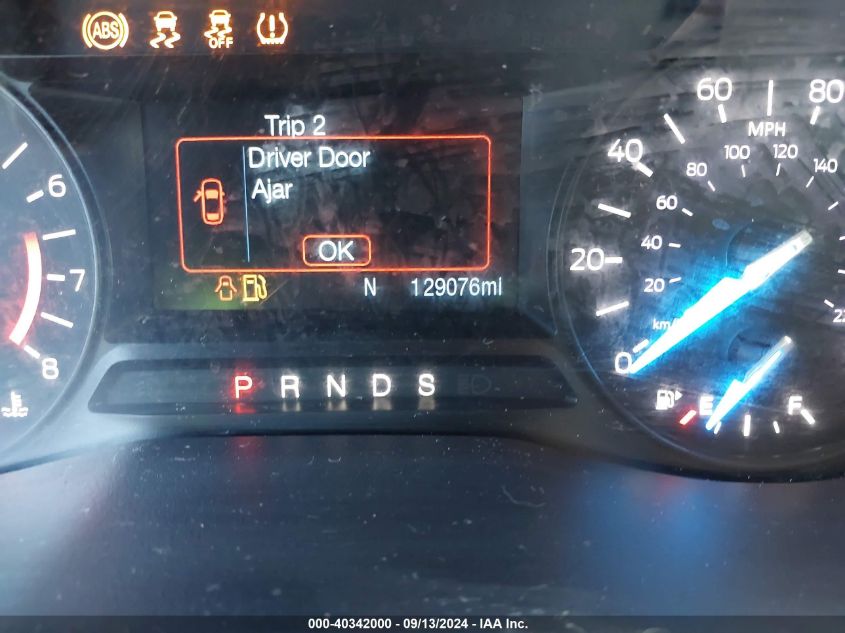 ABS
OFF
Trip 2
Driver Door
Ajar
OK
N 129076mi
P R N D S
6
7
8
MPH
0 20 40 60 80
20 40 60 80 100 120 140
E F
000-40342000 - 09/13/2024 - IAA Inc.